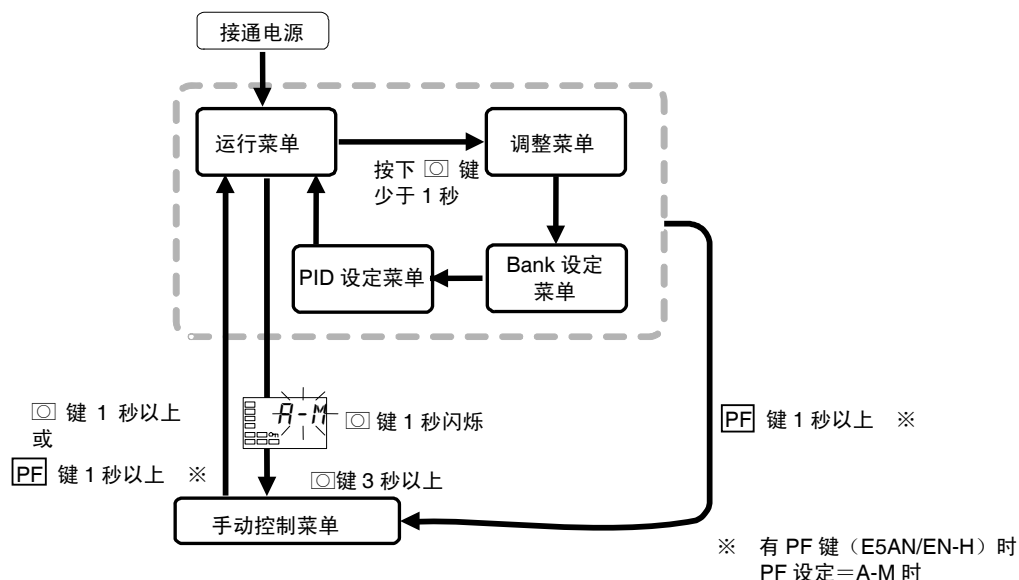 接通电源
运行菜单
调整菜单
按下 键
少于 1 秒
PID 设定菜单
Bank 设定
菜单
键 1 秒以上
或
PF 键 1 秒以上 ※
A-M
键 1 秒闪烁
键 3 秒以上
PF 键 1 秒以上 ※
手动控制菜单
※ 有 PF 键（E5AN/EN-H）时
PF 设定＝A-M 时